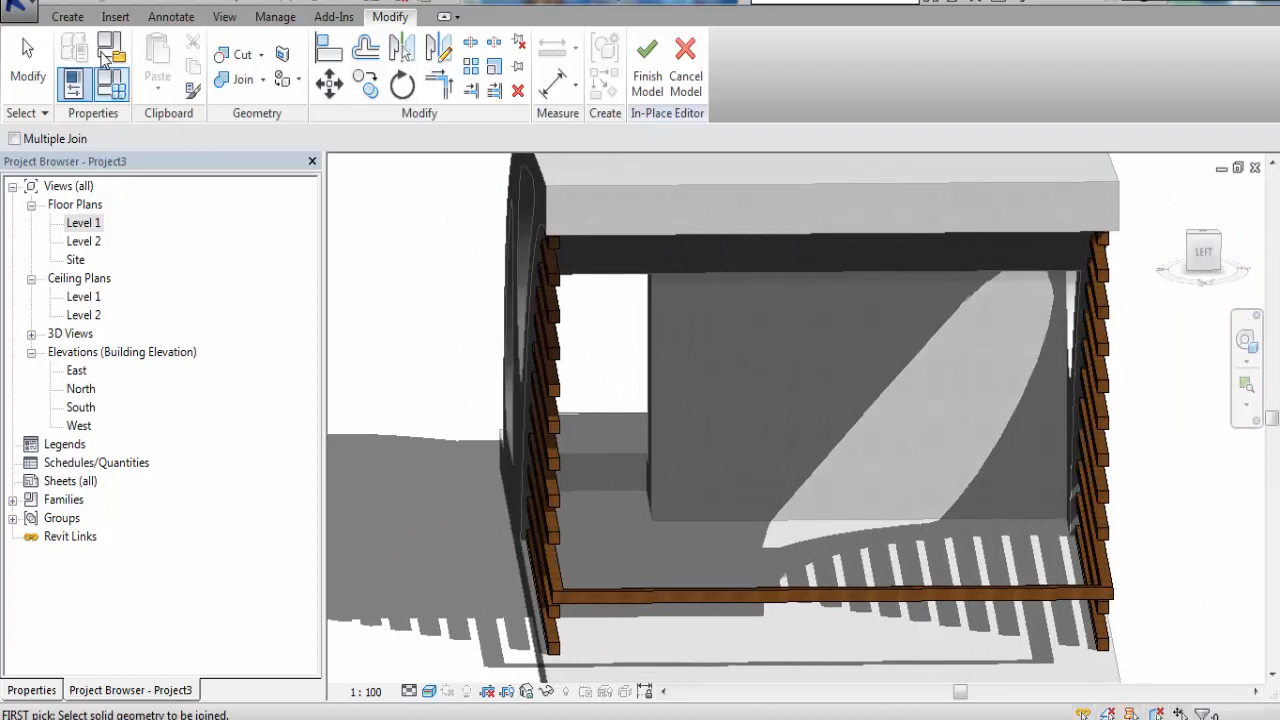 Create Insert Annotate View Manage Add-Ins Modify
Modify Paste Cut Join Finish Model Cancel Model
Select Properties Clipboard Geometry Modify Measure Create In-Place Editor
Multiple Join
Project Browser - Project3
Views (all)
Floor Plans
Level 1
Level 2
Site
Ceiling Plans
Level 1
Level 2
3D Views
Elevations (Building Elevation)
East
North
South
West
Legends
Schedules/Quantities
Sheets (all)
Families
Groups
Revit Links
LEFT
Properties Project Browser - Project3
1 : 100
FIRST pick: Select solid geometry to be joined.